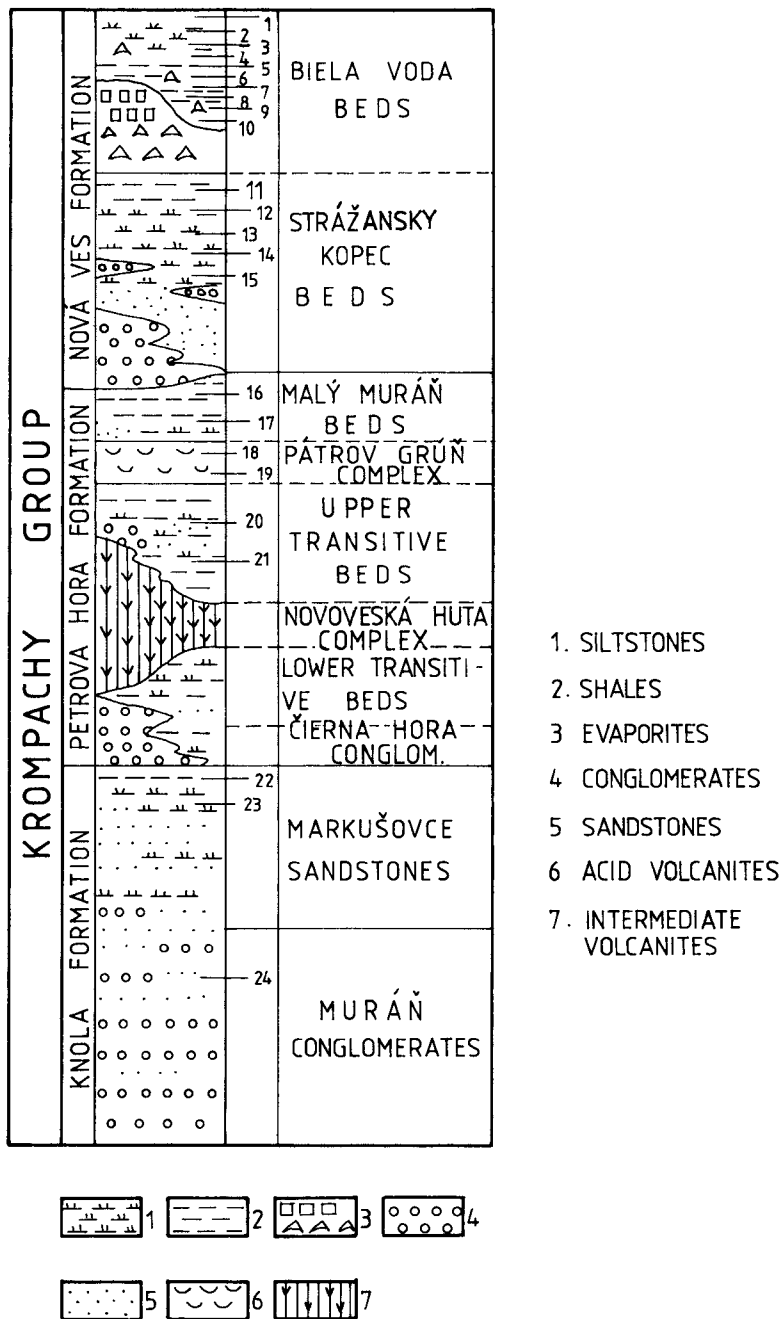 KROMPACHY GROUP
NOVÁ VES FORMATION
PETROVA HORA FORMATION
KNOLA FORMATION
1
2
3
4
5
6
7
8
9
10
BIELA VODA
BEDS
11
12
13
14
15
STRÁŽANSKY
KOPEC
BEDS
16
17
MALÝ MURÁŇ
BEDS
18
19
PÁTROV GRÚŇ
COMPLEX
20
21
UPPER
TRANSITIVE
BEDS
NOVOVESKÁ HUTA
COMPLEX
LOWER TRANSITI-
VE BEDS
ČIERNA HORA
CONGLOM.
22
23
MARKUŠOVCE
SANDSTONES
24
MURÁŇ
CONGLOMERATES
1. SILTSTONES
2. SHALES
3 EVAPORITES
4 CONGLOMERATES
5 SANDSTONES
6 ACID VOLCANITES
7. INTERMEDIATE
VOLCANITES
1 2 3 4
5 6 7